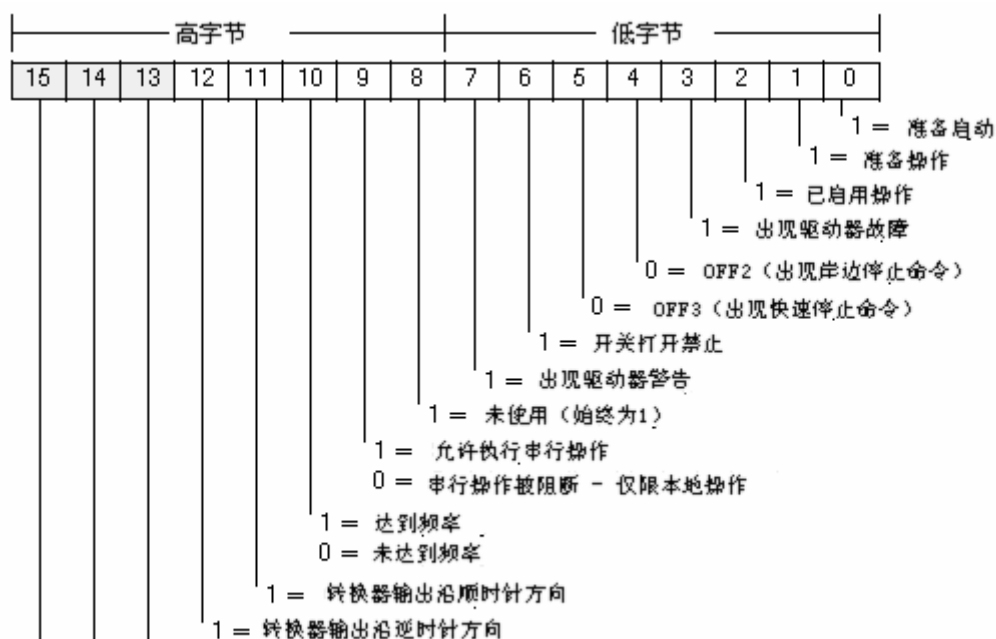 高字节 低字节
15 14 13 12 11 10 9 8 7 6 5 4 3 2 1 0
1 = 准备启动
1 = 准备操作
1 = 已启用操作
1 = 出现驱动器故障
0 = OFF2（出现岸边停止命令）
0 = OFF3（出现快速停止命令）
1 = 开关打开禁止
1 = 出现驱动器警告
1 = 未使用（始终为1）
1 = 允许执行串行操作
0 = 串行操作被阻断 - 仅限本地操作
1 = 达到频率
0 = 未达到频率
1 = 转换器输出沿顺时针方向
1 = 转换器输出沿逆时针方向